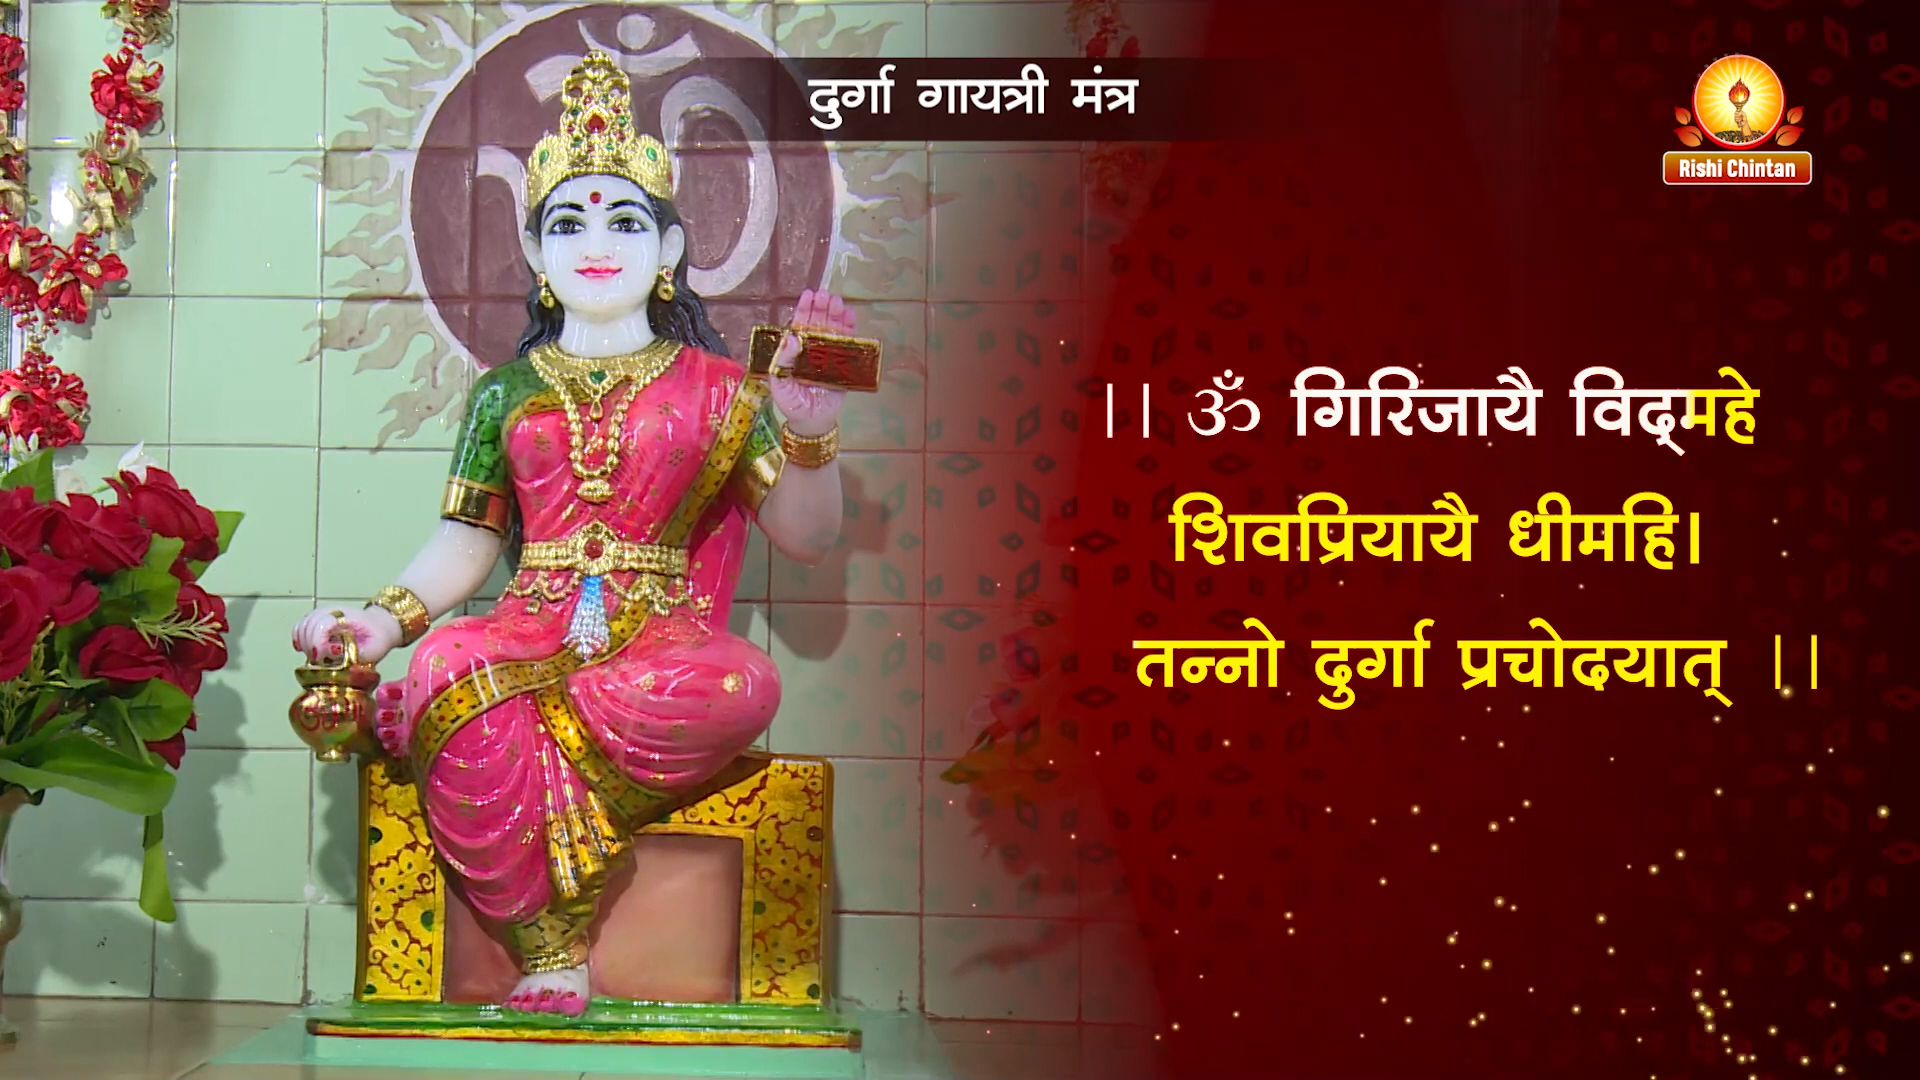 दुर्गा गायत्री मंत्र
Rishi Chintan
।। ॐ गिरिजायै विद्महे
शिवप्रियायै धीमहि।
तन्नो दुर्गा प्रचोदयात् ।।